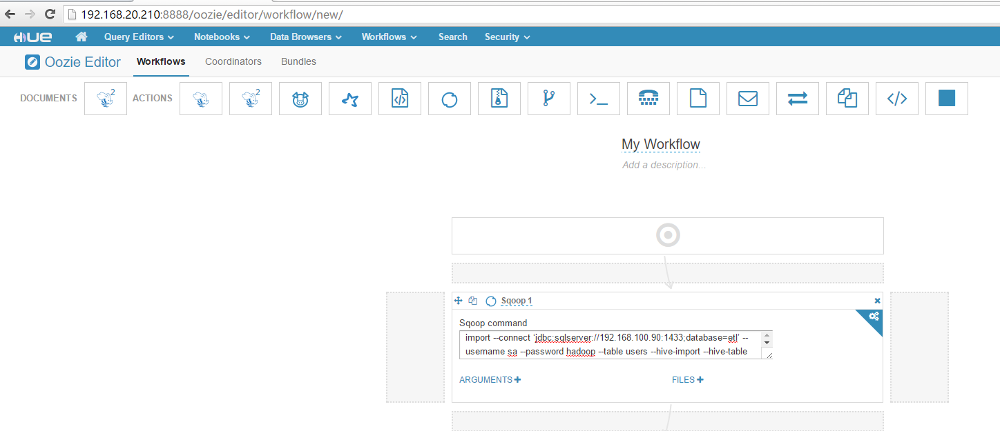 192.168.20.210:8888/oozie/editor/workflow/new/
HUE Query Editors Notebooks Data Browsers Workflows Search Security
Oozie Editor Workflows Coordinators Bundles
DOCUMENTS 2 ACTIONS 2
My Workflow
Add a description...
Sqoop 1
Sqoop command
import --connect ‘jdbc:sqlserver://192.168.100.90:1433;database=etl’ --
username sa --password hadoop --table users --hive-import --hive-table
ARGUMENTS FILES